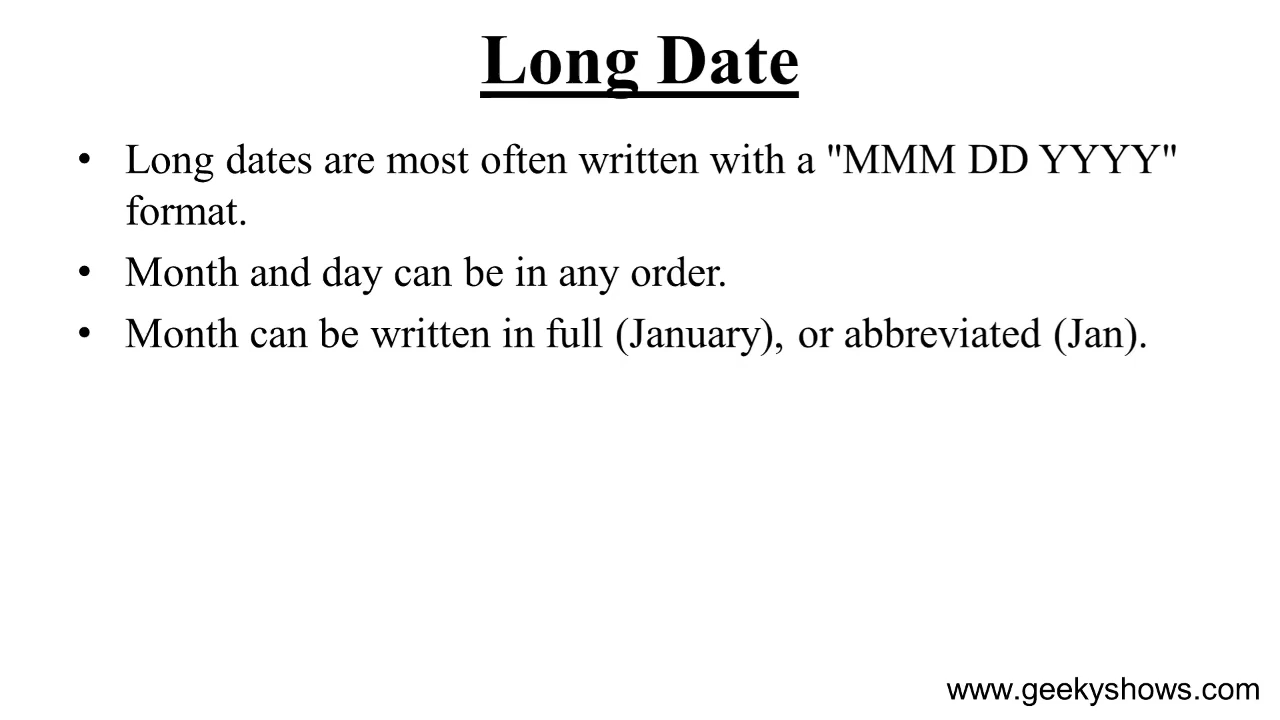 Long Date
• Long dates are most often written with a "MMM DD YYYY"
format.
• Month and day can be in any order.
• Month can be written in full (January), or abbreviated (Jan).
www.geekyshows.com